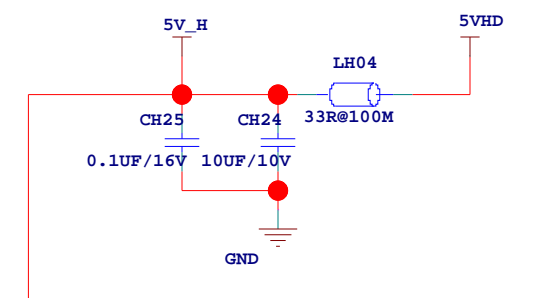 5V_H
5VHD
LH04
CH25
CH24
33R@100M
0.1UF/16V
10UF/10V
GND